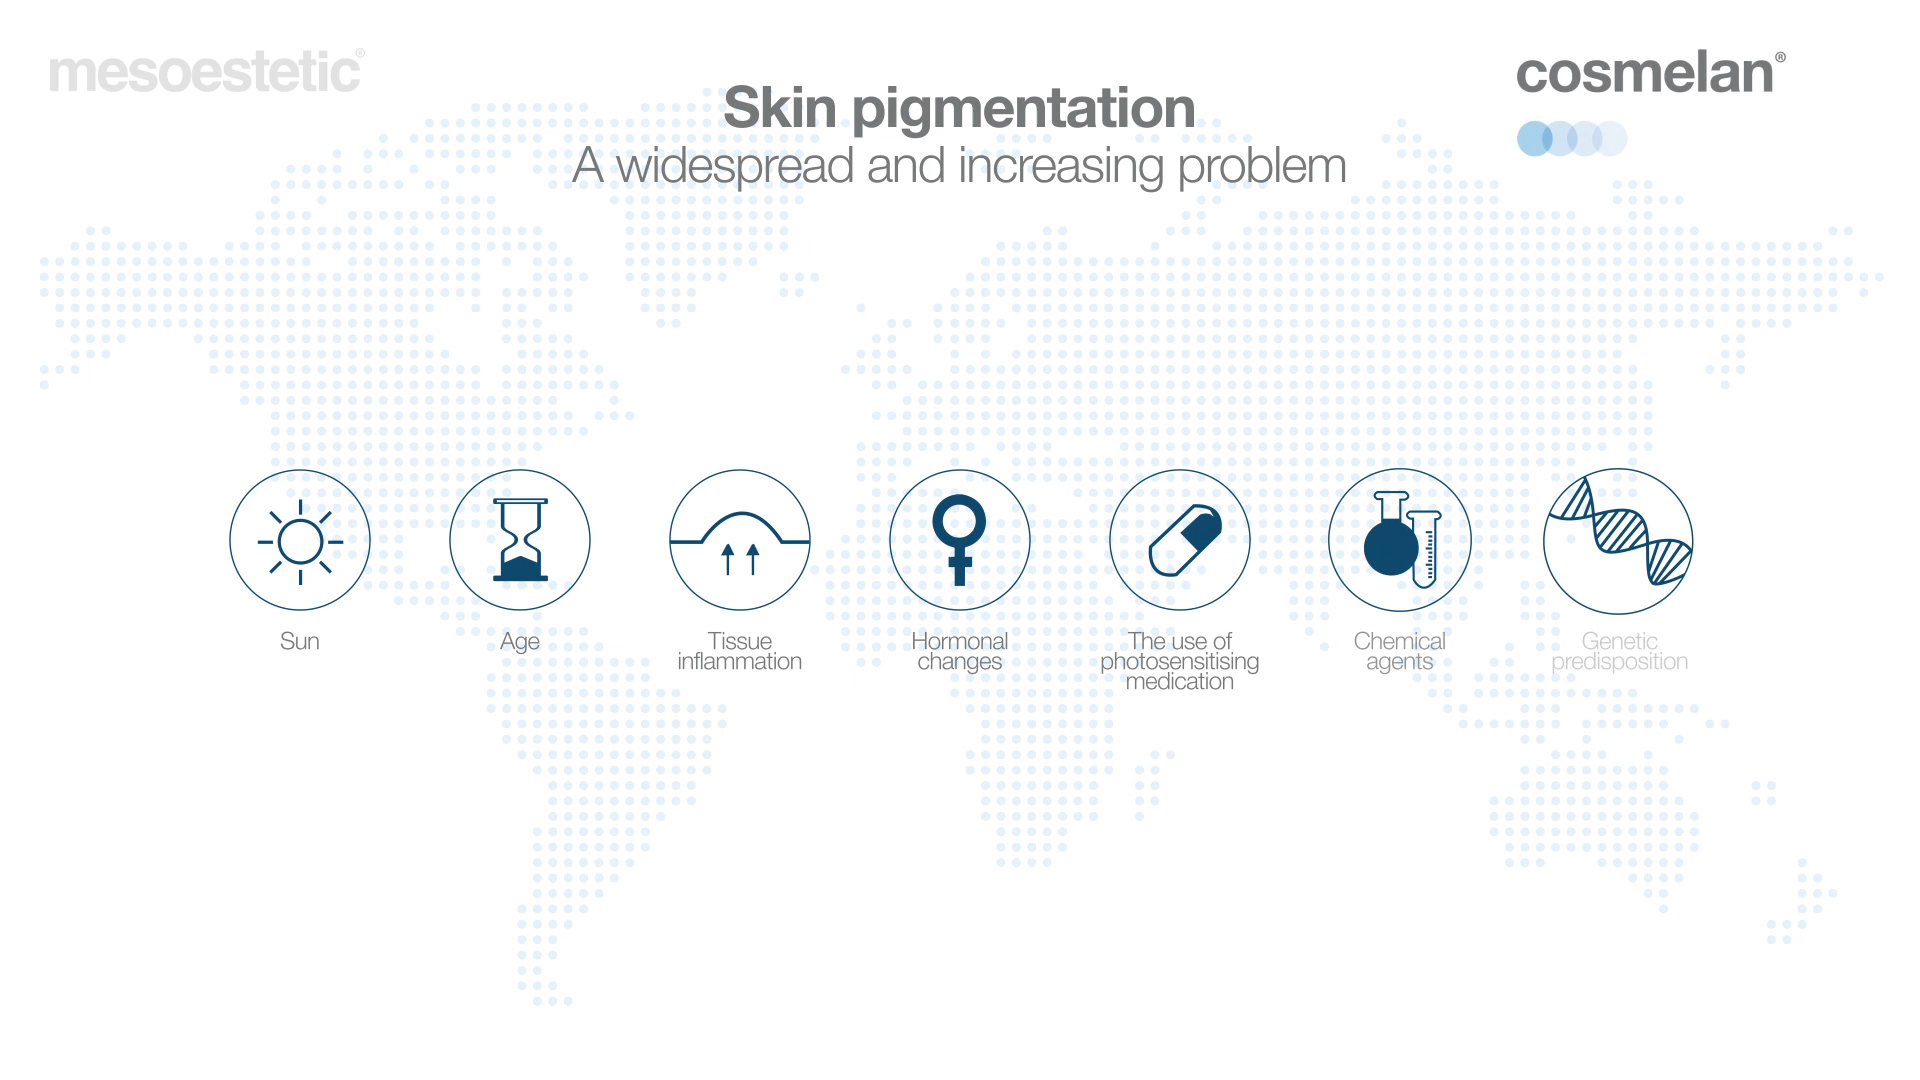 mesoestetic®
cosmelan®
Skin pigmentation
A widespread and increasing problem
Sun
Age
Tissue
inflammation
Hormonal
changes
The use of
photosensitising
medication
Chemical
agents
Genetic
predisposition